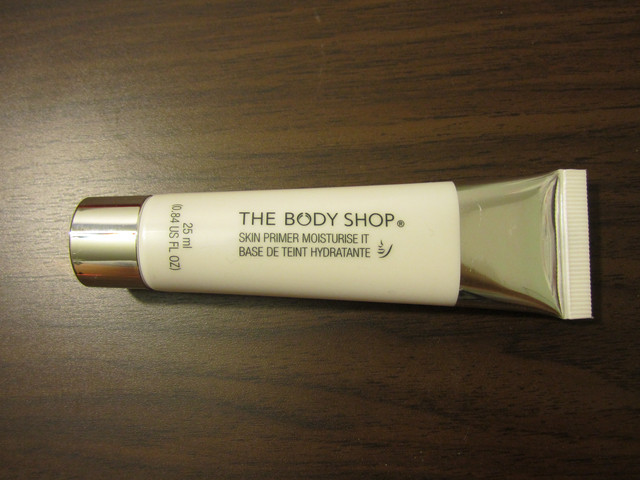 THE BODY SHOP®
SKIN PRIMER MOISTURISE IT
BASE DE TEINT HYDRATANTE
25 ml
(0.84 US FL OZ)